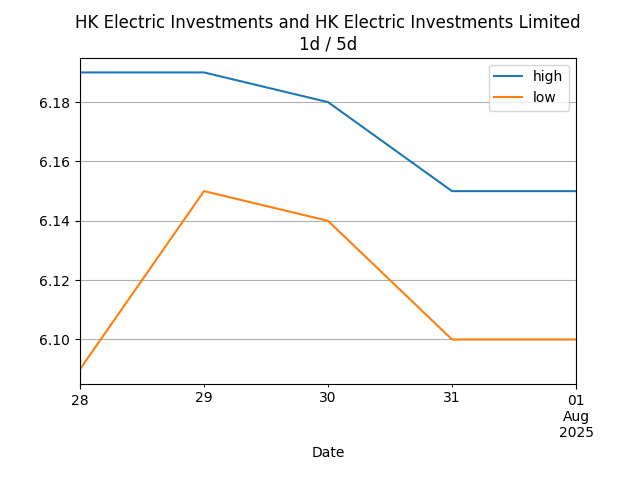 HK Electric Investments and HK Electric Investments Limited
1d / 5d
high
low
6.18
6.16
6.14
6.12
6.10
28
29
30
31
01
Aug
2025
Date